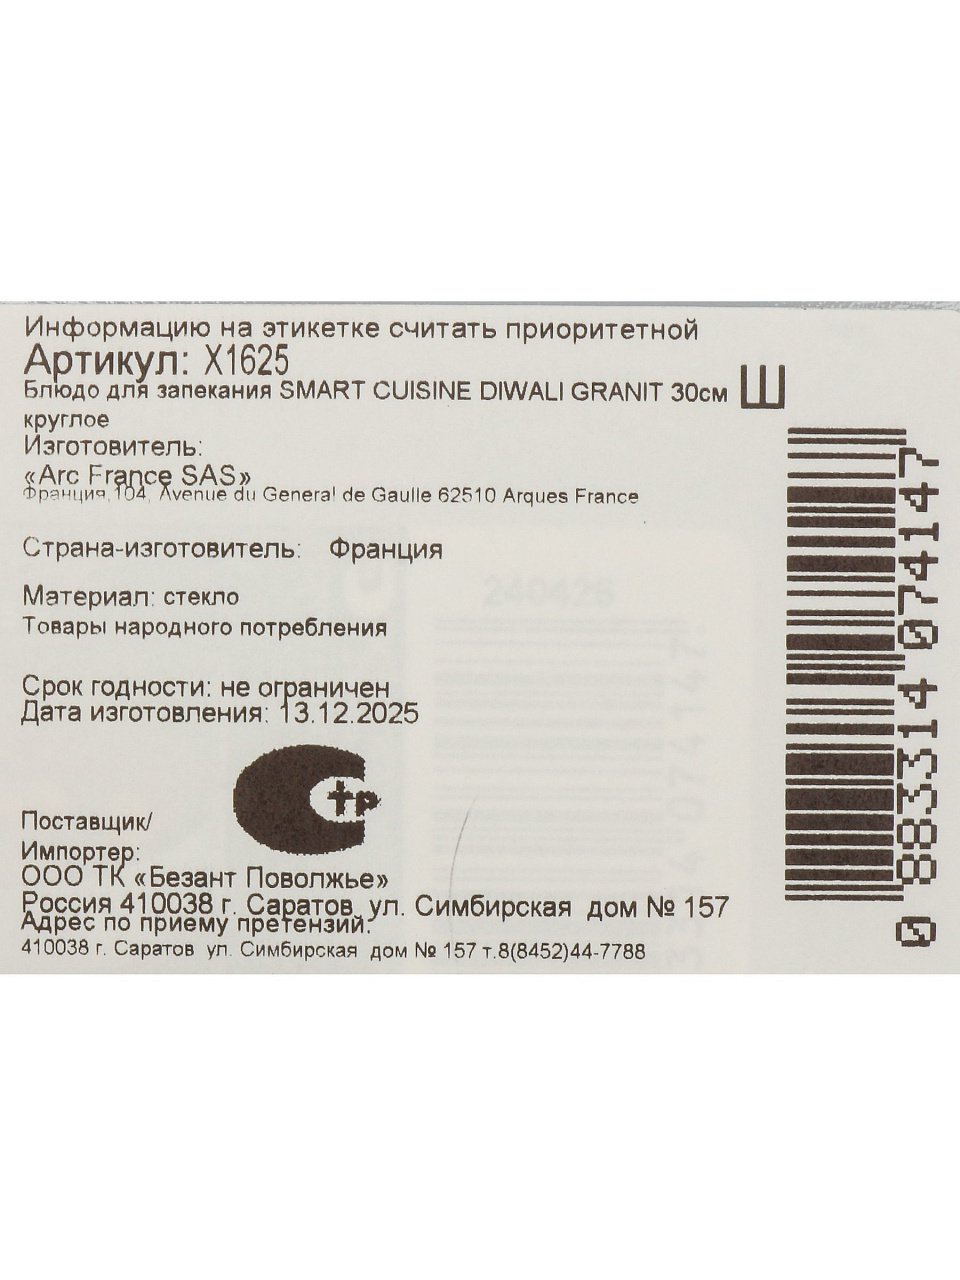 Информацию на этикетке считать приоритетной
Артикул: X1625
Блюдо для запекания SMART CUISINE DIWALI GRANIT 30см
круглое
Ш
Изготовитель:
«Arc France SAS»
Франция,104, Avenue du General de Gaulle 62510 Arques France
Страна-изготовитель: Франция
Материал: стекло
Товары народного потребления
Срок годности: не ограничен
Дата изготовления: 13.12.2025
Стр
Поставщик/
Импортер:
ООО ТК «Безант Поволжье»
Россия 410038 г. Саратов ул. Симбирская дом № 157
Адрес по приему претензий:
410038 г. Саратов ул. Симбирская дом № 157 т.8(8452)44-7788
0 883314 074147
240426